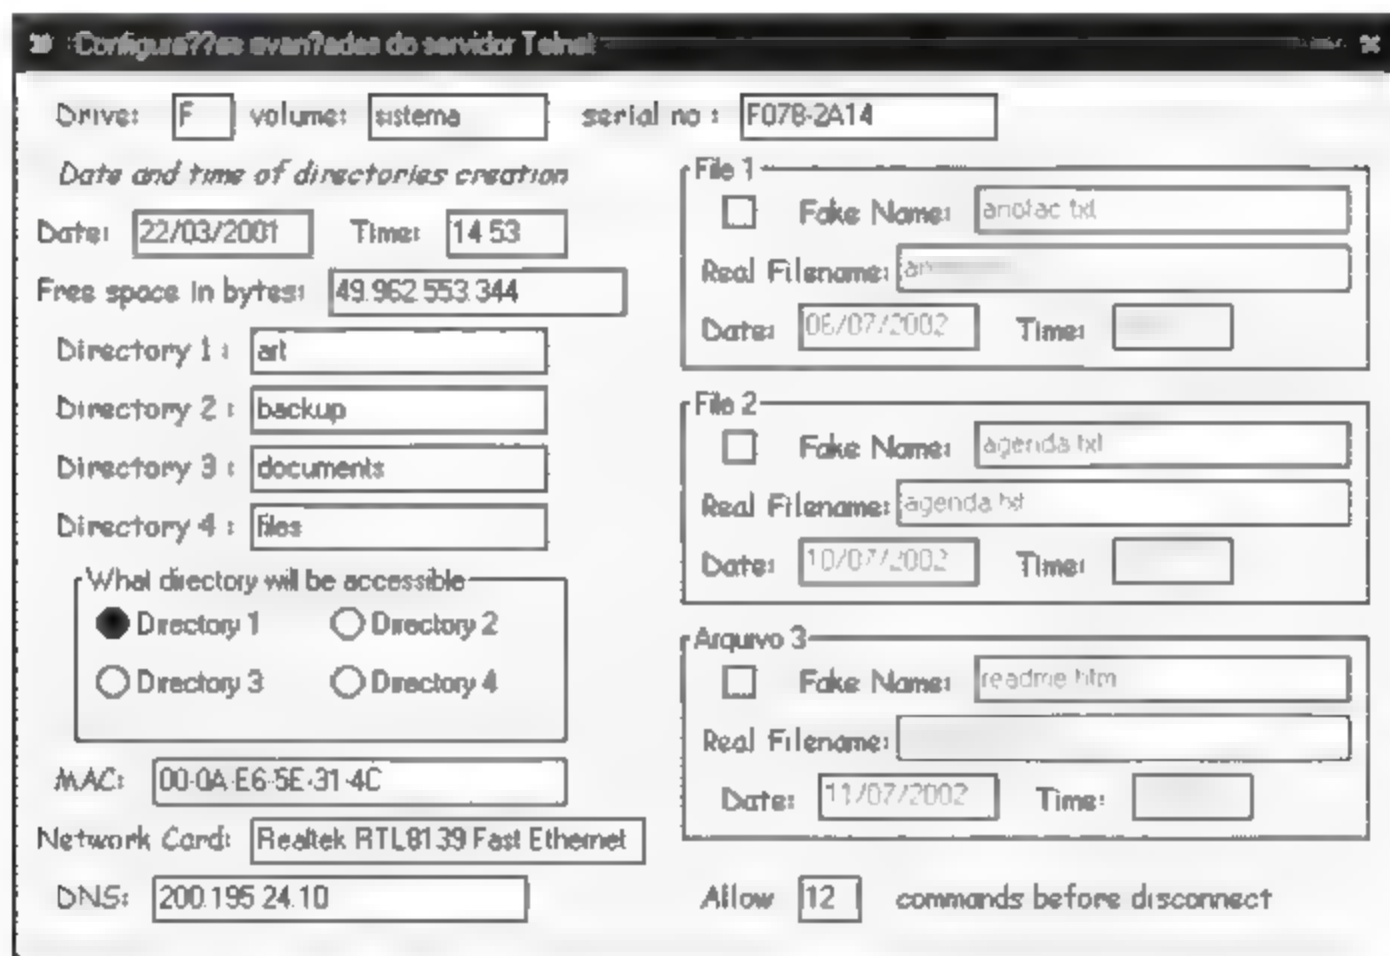 Configura??es avan?adas do servidor Telnet
Drive: F volume: sistema serial no : F07B-2A14
Date and time of directories creation
Date: 22/03/2001 Time: 14:53
Free space in bytes: 49.962.553.344
Directory 1 : art
Directory 2 : backup
Directory 3 : documents
Directory 4 : files
What directory will be accessible
Directory 1 Directory 2
Directory 3 Directory 4
MAC: 00-0A-E6-5E-31-4C
Network Card: Realtek RTL8139 Fast Ethernet
DNS: 200.195.24.10
File 1
Fake Name: anotac.txt
Real Filename:
Date: 06/07/2002 Time:
File 2
Fake Name: agenda.txt
Real Filename: agenda.txt
Date: 10/07/2002 Time:
Arquivo 3
Fake Name: readme.htm
Real Filename:
Date: 11/07/2002 Time:
Allow 12 commands before disconnect